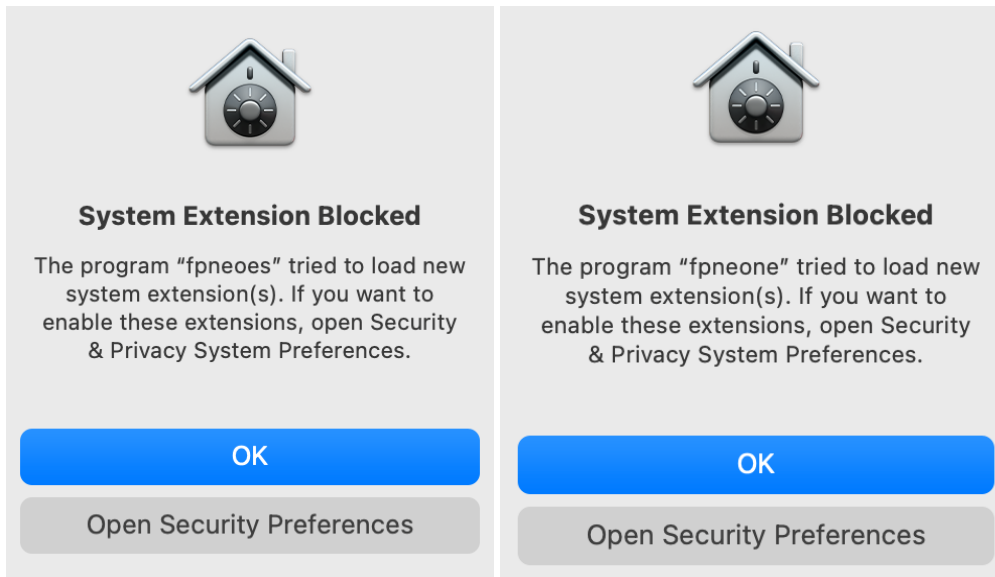 System Extension Blocked
The program “fpneoes” tried to load new
system extension(s). If you want to
enable these extensions, open Security
& Privacy System Preferences.
OK
Open Security Preferences
System Extension Blocked
The program “fpneone” tried to load new
system extension(s). If you want to
enable these extensions, open Security
& Privacy System Preferences.
OK
Open Security Preferences